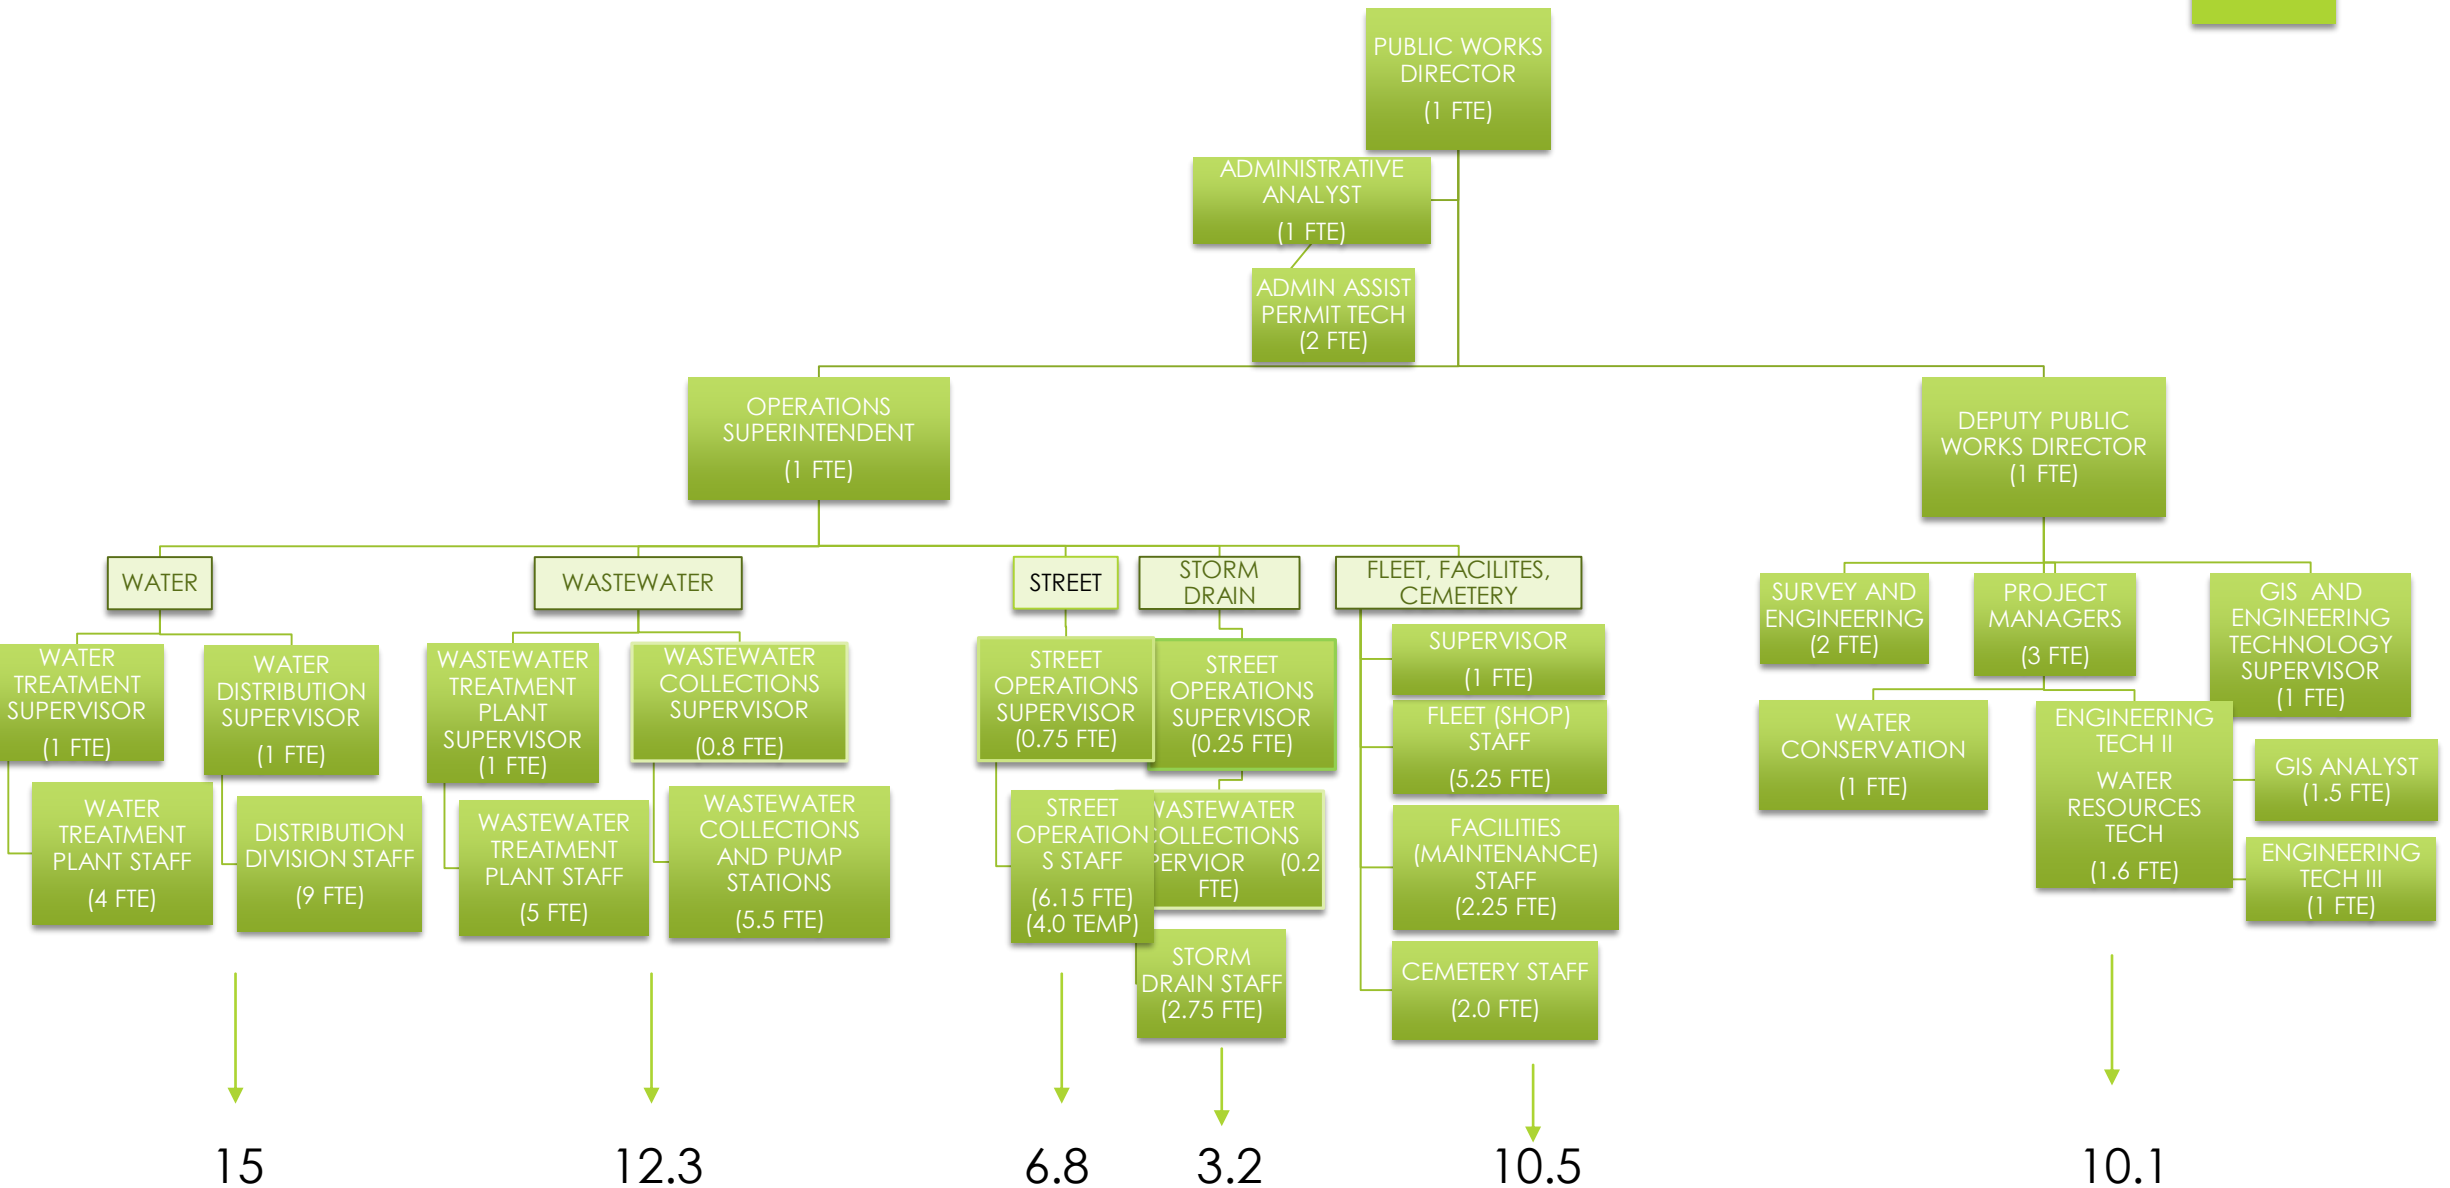 PUBLIC WORKS
DIRECTOR
(1 FTE)
ADMINISTRATIVE
ANALYST
(1 FTE)
ADMIN ASSIST
PERMIT TECH
(2 FTE)
OPERATIONS
SUPERINTENDENT
(1 FTE)
DEPUTY PUBLIC
WORKS DIRECTOR
(1 FTE)
WATER
WATER
TREATMENT
SUPERVISOR
(1 FTE)
WATER
TREATMENT
PLANT STAFF
(4 FTE)
WATER
DISTRIBUTION
SUPERVISOR
(1 FTE)
DISTRIBUTION
DIVISION STAFF
(9 FTE)
WASTEWATER
WASTEWATER
TREATMENT
PLANT
SUPERVISOR
(1 FTE)
WASTEWATER
TREATMENT
PLANT STAFF
(5 FTE)
WASTEWATER
COLLECTIONS
SUPERVISOR
(0.8 FTE)
WASTEWATER
COLLECTIONS
AND PUMP
STATIONS
(5.5 FTE)
STREET
STREET
OPERATIONS
SUPERVISOR
(0.75 FTE)
STREET
OPERATION
S STAFF
(6.15 FTE)
(4.0 TEMP)
STORM
DRAIN
STREET
OPERATIONS
SUPERVISOR
(0.25 FTE)
WASTEWATER
COLLECTIONS
PERVIOR (0.2
FTE)
STORM
DRAIN STAFF
(2.75 FTE)
FLEET, FACILITES,
CEMETERY
SUPERVISOR
(1 FTE)
FLEET (SHOP)
STAFF
(5.25 FTE)
FACILITIES
(MAINTENANCE)
STAFF
(2.25 FTE)
CEMETERY STAFF
(2.0 FTE)
SURVEY AND
ENGINEERING
(2 FTE)
PROJECT
MANAGERS
(3 FTE)
GIS AND
ENGINEERING
TECHNOLOGY
SUPERVISOR
(1 FTE)
WATER
CONSERVATION
(1 FTE)
ENGINEERING
TECH II
WATER
RESOURCES
TECH
(1.6 FTE)
GIS ANALYST
(1.5 FTE)
ENGINEERING
TECH III
(1 FTE)
15
12.3
6.8
3.2
10.5
10.1